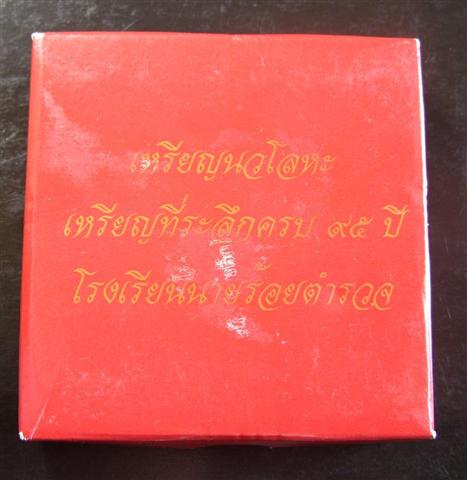 เหรียญนวโลหะ
เหรียญที่ระลึกครบ ๙๕ ปี
โรงเรียนนายร้อยตำรวจ